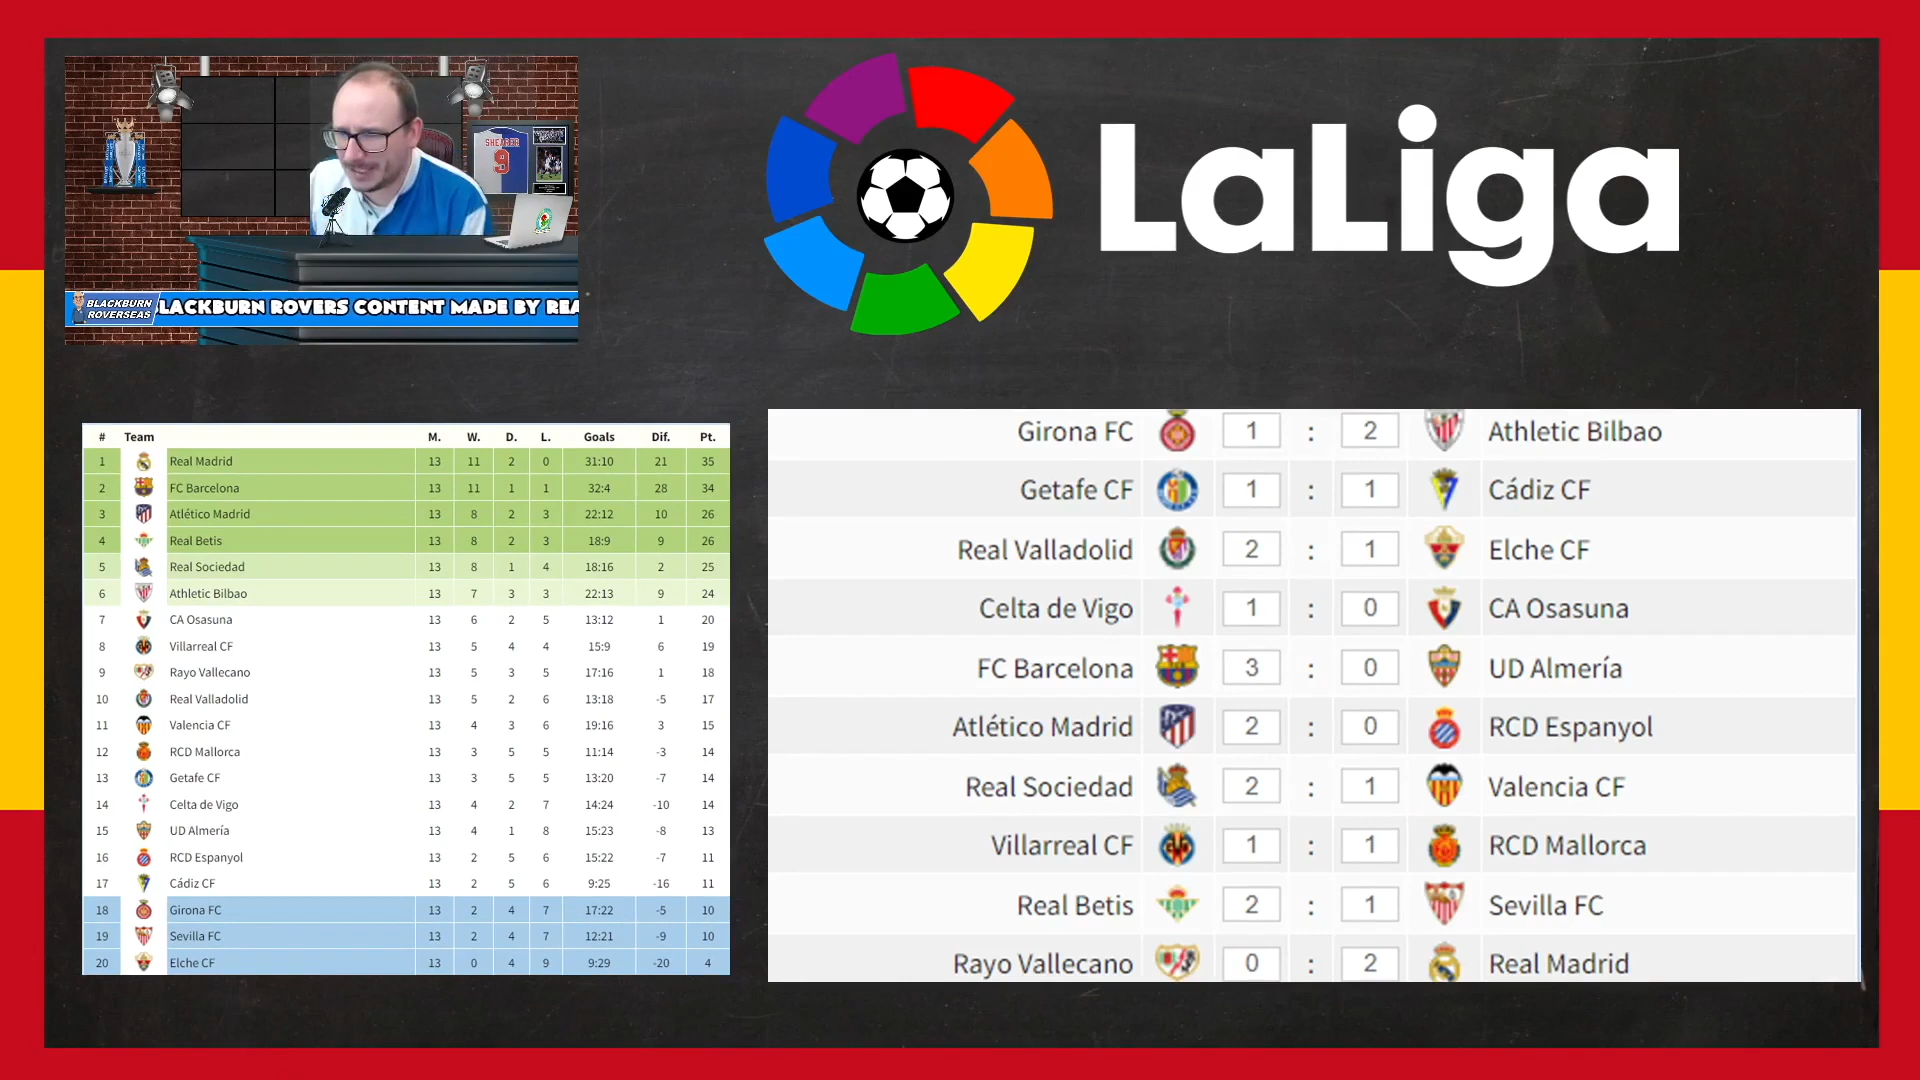 LaLiga
SHEARER
9
BLACKBURN
ROVERSEAS
LACKBURN ROVERS CONTENT MADE BY REA
# Team M. W. D. L. Goals Dif. Pt.
1 Real Madrid 13 11 2 0 31:10 21 35
2 FC Barcelona 13 11 1 1 32:4 28 34
3 Atlético Madrid 13 8 2 3 22:12 10 26
4 Real Betis 13 8 2 3 18:9 9 26
5 Real Sociedad 13 8 1 4 18:16 2 25
6 Athletic Bilbao 13 7 3 3 22:13 9 24
7 CA Osasuna 13 6 2 5 13:12 1 20
8 Villarreal CF 13 5 4 4 15:9 6 19
9 Rayo Vallecano 13 5 3 5 17:16 1 18
10 Real Valladolid 13 5 2 6 13:18 -5 17
11 Valencia CF 13 4 3 6 19:16 3 15
12 RCD Mallorca 13 3 5 5 11:14 -3 14
13 Getafe CF 13 3 5 5 13:20 -7 14
14 Celta de Vigo 13 4 2 7 14:24 -10 14
15 UD Almería 13 4 1 8 15:23 -8 13
16 RCD Espanyol 13 2 5 6 15:22 -7 11
17 Cádiz CF 13 2 5 6 9:25 -16 11
18 Girona FC 13 2 4 7 17:22 -5 10
19 Sevilla FC 13 2 4 7 12:21 -9 10
20 Elche CF 13 0 4 9 9:29 -20 4
Girona FC 1 : 2 Athletic Bilbao
Getafe CF 1 : 1 Cádiz CF
Real Valladolid 2 : 1 Elche CF
Celta de Vigo 1 : 0 CA Osasuna
FC Barcelona 3 : 0 UD Almería
Atlético Madrid 2 : 0 RCD Espanyol
Real Sociedad 2 : 1 Valencia CF
Villarreal CF 1 : 1 RCD Mallorca
Real Betis 2 : 1 Sevilla FC
Rayo Vallecano 0 : 2 Real Madrid